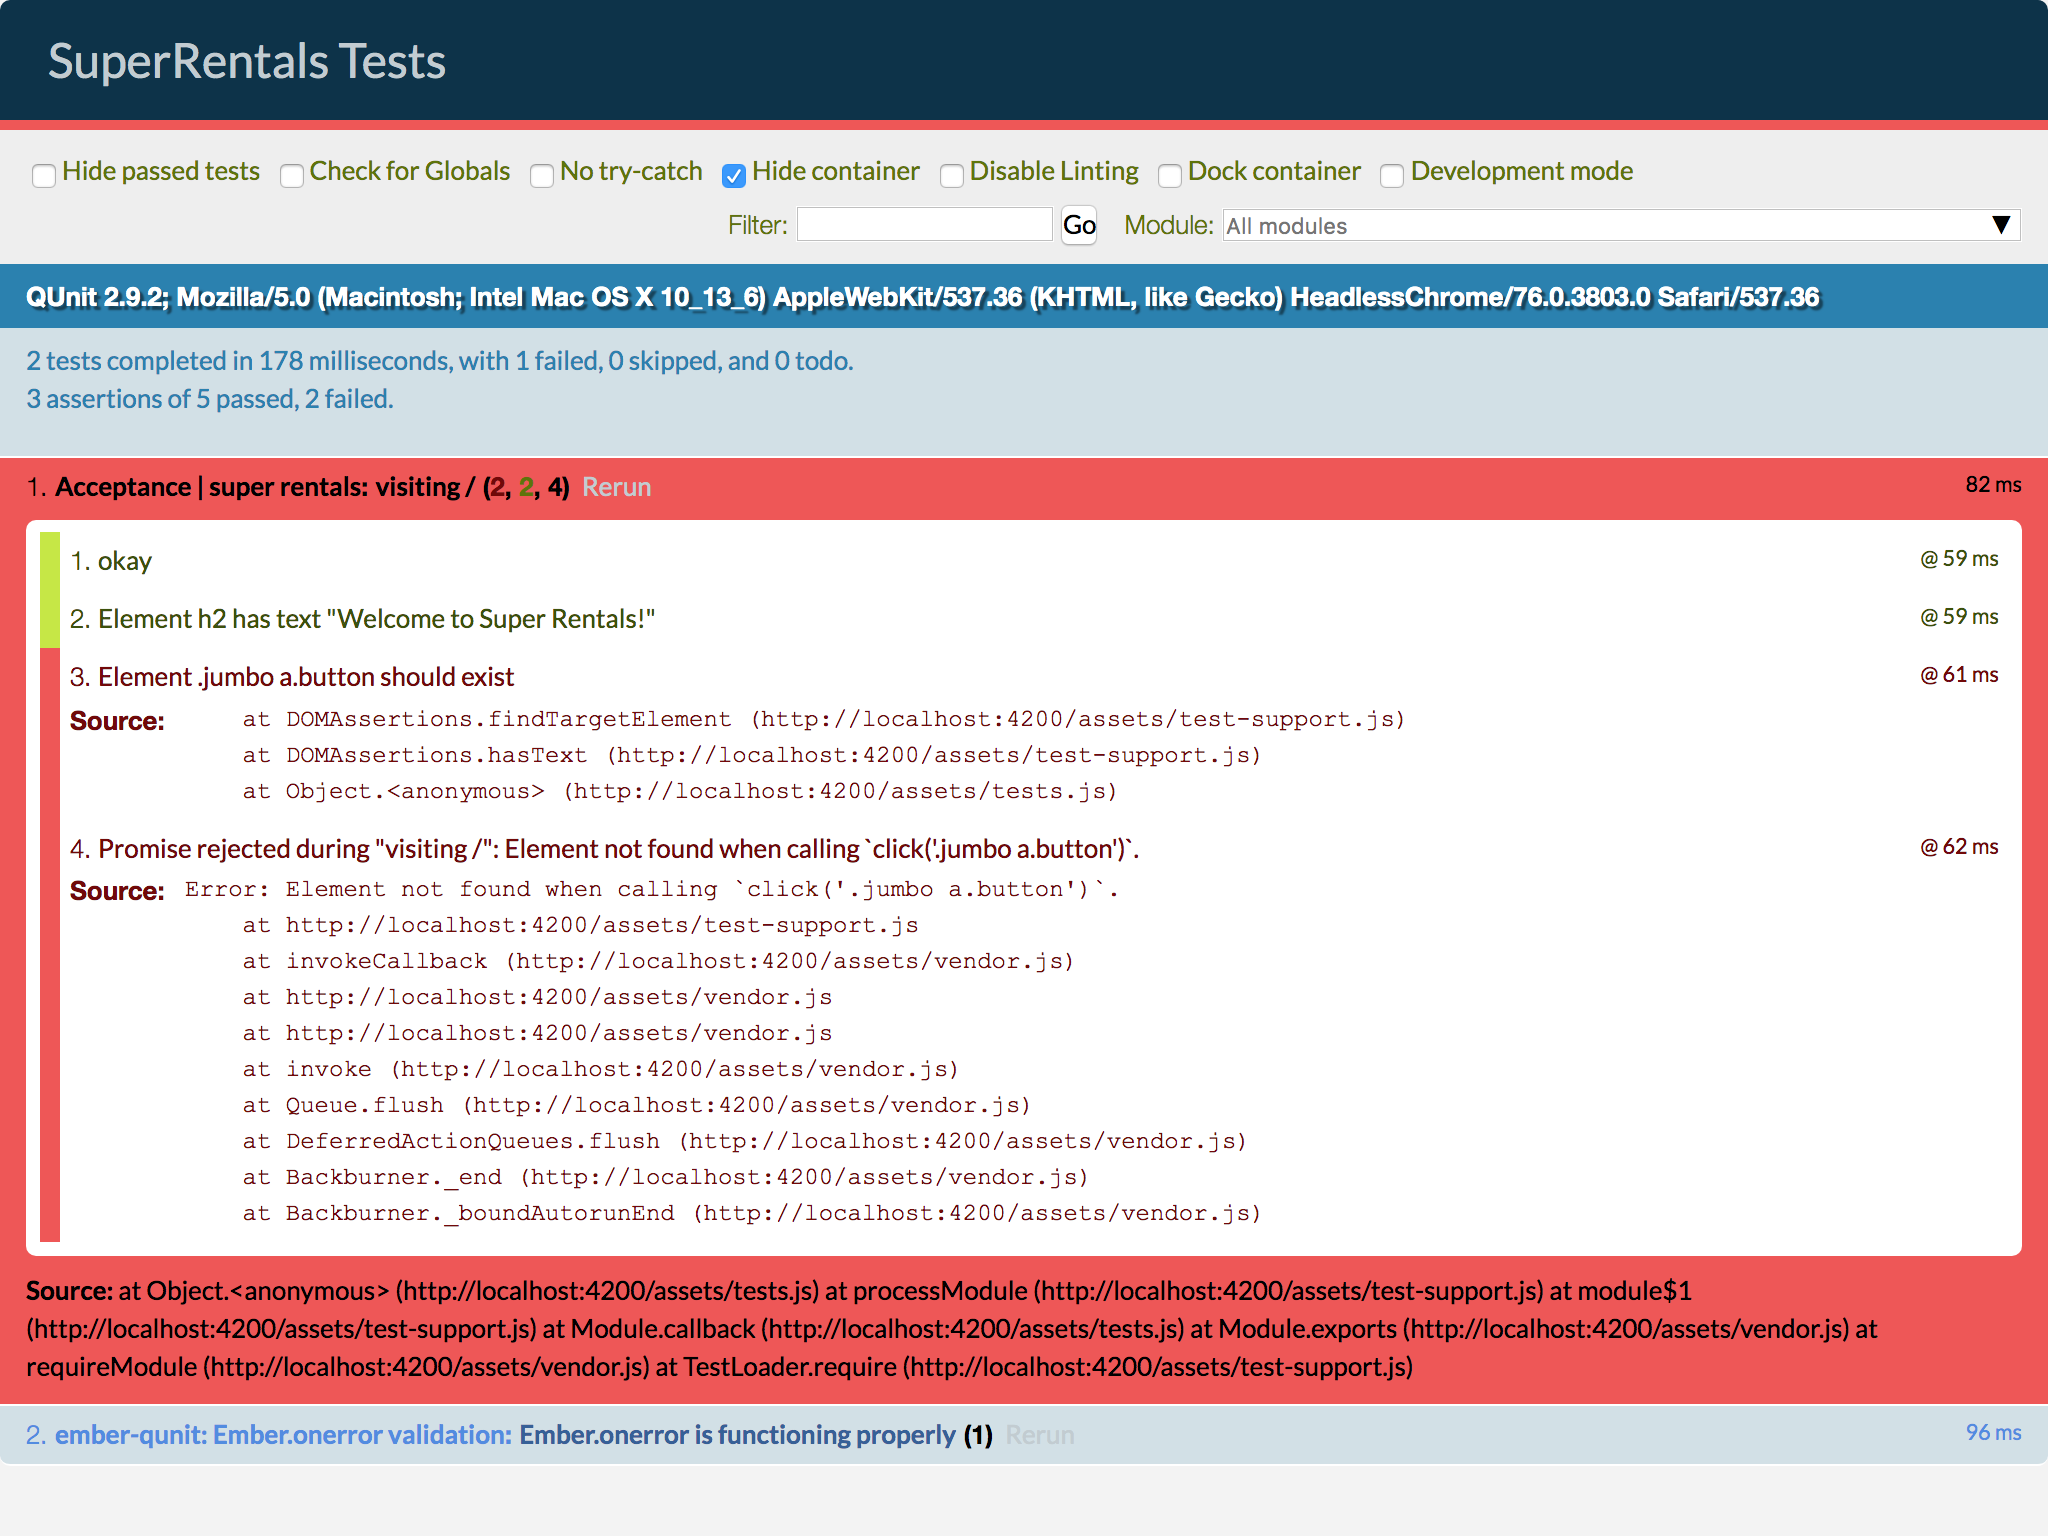 SuperRentals Tests
Hide passed tests Check for Globals No try-catch Hide container Disable Linting Dock container Development mode
Filter: Go Module: All modules ▼
QUnit 2.9.2; Mozilla/5.0 (Macintosh; Intel Mac OS X 10_13_6) AppleWebKit/537.36 (KHTML, like Gecko) HeadlessChrome/76.0.3803.0 Safari/537.36
2 tests completed in 178 milliseconds, with 1 failed, 0 skipped, and 0 todo.
3 assertions of 5 passed, 2 failed.
1. Acceptance | super rentals: visiting / (2, 2, 4) Rerun 82 ms
1. okay @ 59 ms
2. Element h2 has text "Welcome to Super Rentals!" @ 59 ms
3. Element .jumbo a.button should exist @ 61 ms
Source: at DOMAssertions.findTargetElement (http://localhost:4200/assets/test-support.js)
at DOMAssertions.hasText (http://localhost:4200/assets/test-support.js)
at Object.<anonymous> (http://localhost:4200/assets/tests.js)
4. Promise rejected during "visiting /": Element not found when calling `click('.jumbo a.button')`. @ 62 ms
Source: Error: Element not found when calling `click('.jumbo a.button')`.
at http://localhost:4200/assets/test-support.js
at invokeCallback (http://localhost:4200/assets/vendor.js)
at http://localhost:4200/assets/vendor.js
at http://localhost:4200/assets/vendor.js
at invoke (http://localhost:4200/assets/vendor.js)
at Queue.flush (http://localhost:4200/assets/vendor.js)
at DeferredActionQueues.flush (http://localhost:4200/assets/vendor.js)
at Backburner._end (http://localhost:4200/assets/vendor.js)
at Backburner._boundAutorunEnd (http://localhost:4200/assets/vendor.js)
Source: at Object.<anonymous> (http://localhost:4200/assets/tests.js) at processModule (http://localhost:4200/assets/test-support.js) at module$1
(http://localhost:4200/assets/test-support.js) at Module.callback (http://localhost:4200/assets/tests.js) at Module.exports (http://localhost:4200/assets/vendor.js) at
requireModule (http://localhost:4200/assets/vendor.js) at TestLoader.require (http://localhost:4200/assets/test-support.js)
2. ember-qunit: Ember.onerror validation: Ember.onerror is functioning properly (1) Rerun 96 ms